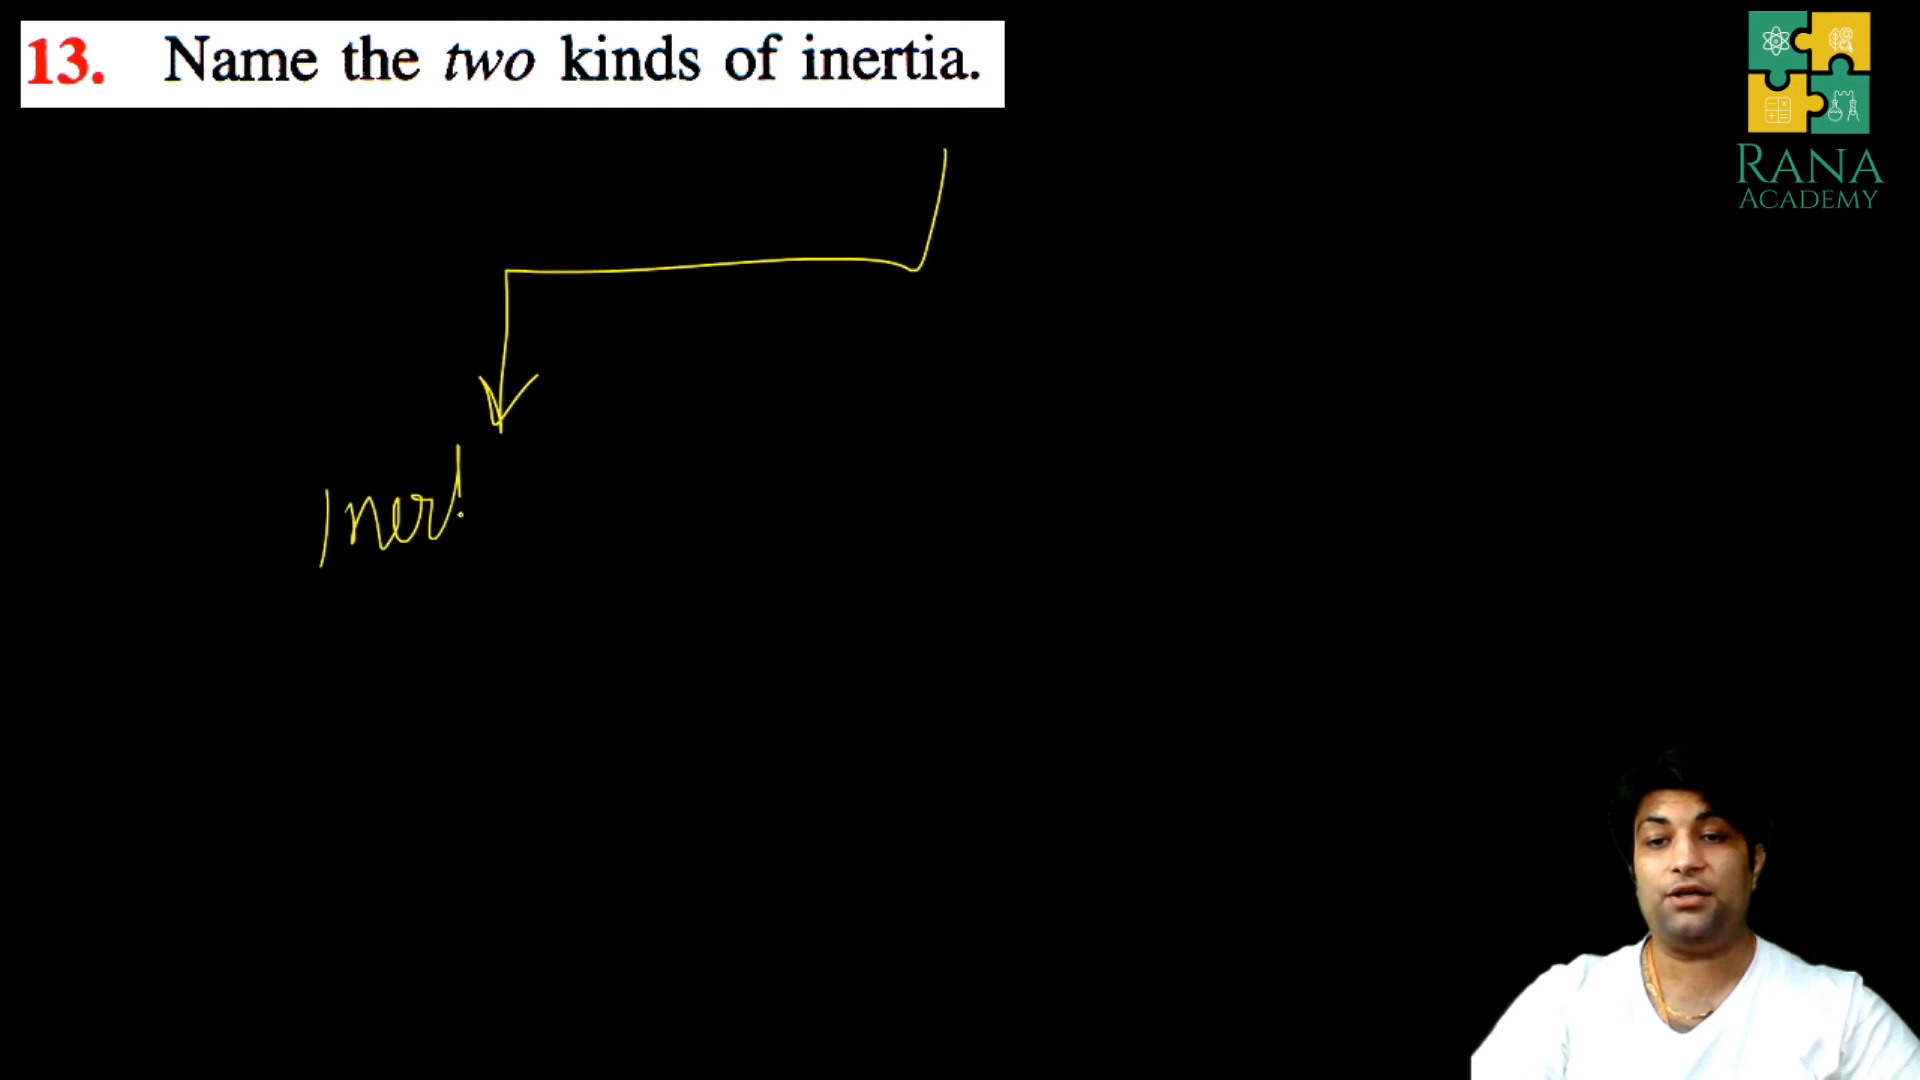 13. Name the two kinds of inertia.
RANA
ACADEMY
Inert